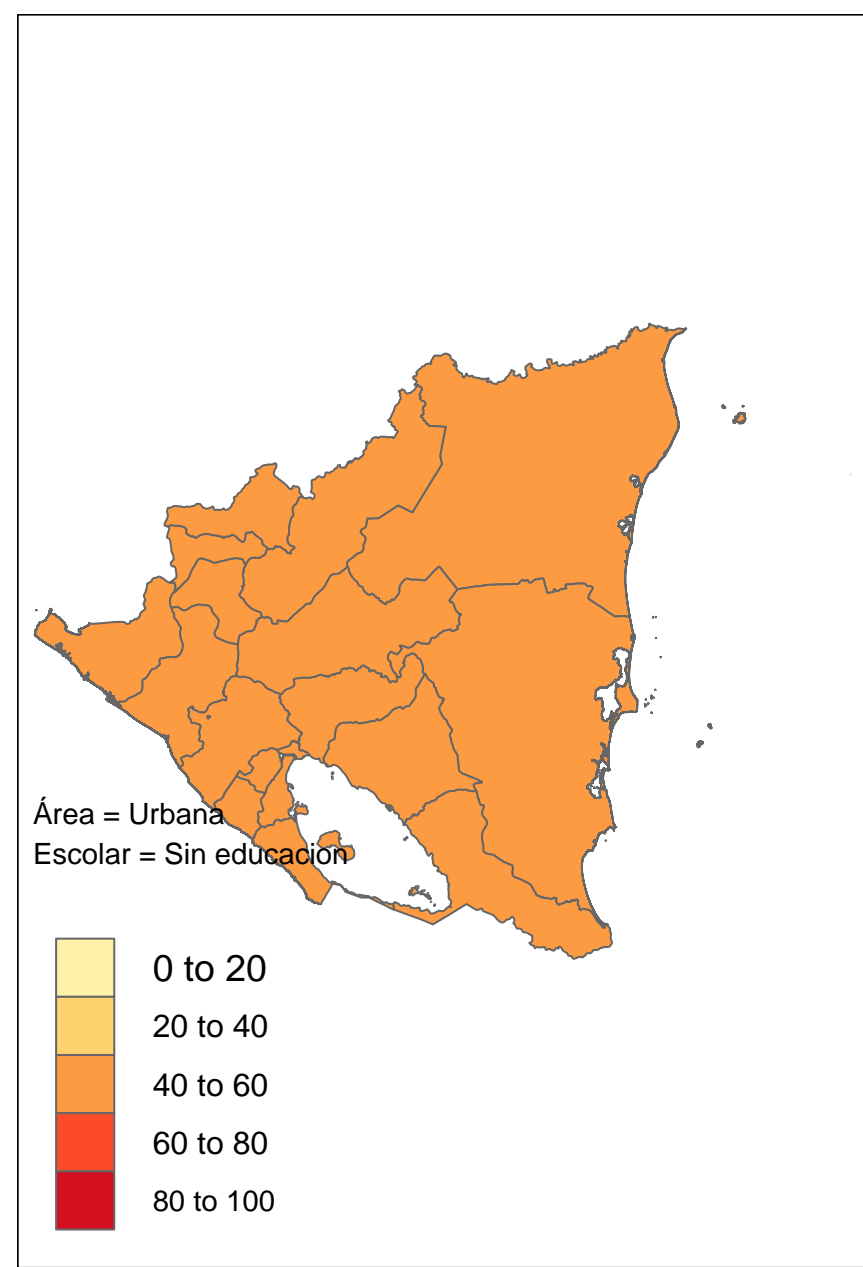 Área = Urbana
Escolar = Sin educacion
0 to 20
20 to 40
40 to 60
60 to 80
80 to 100